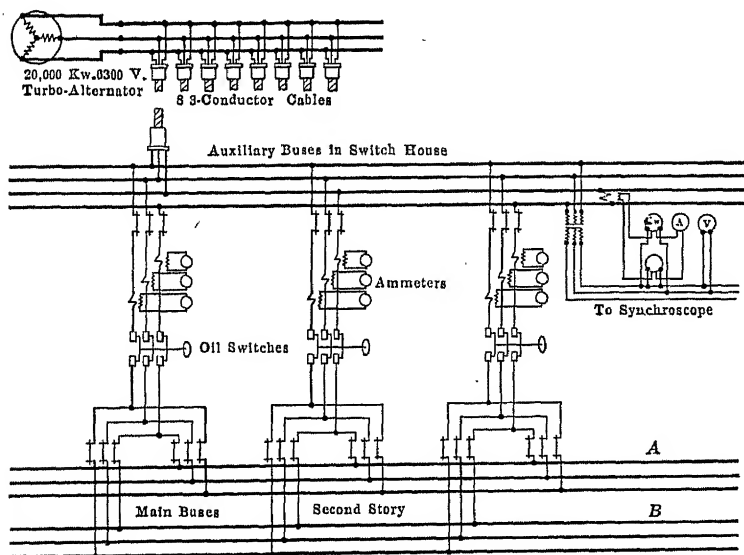 20,000 Kw.6300 V.
Turbo-Alternator
8 3-Conductor Cables
Auxiliary Buses in Switch House
Kw A V
Ammeters
To Synchroscope
Oil Switches
A
Main Buses Second Story
B